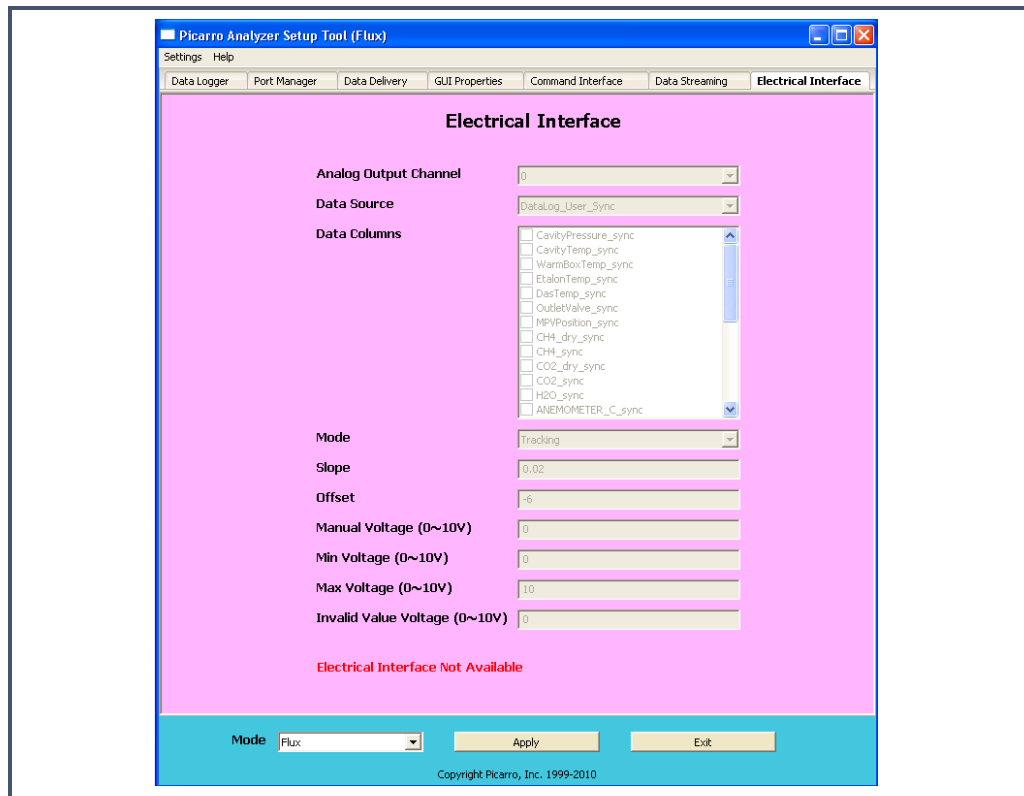 Picarro Analyzer Setup Tool (Flux)
Settings Help
Data Logger Port Manager Data Delivery GUI Properties Command Interface Data Streaming Electrical Interface
Electrical Interface
Analog Output Channel 0
Data Source DataLog_User_Sync
Data Columns CavityPressure_sync
CavityTemp_sync
WarmBoxTemp_sync
EtalonTemp_sync
DasTemp_sync
OutletValve_sync
MPVPosition_sync
CH4_dry_sync
CH4_sync
CO2_dry_sync
CO2_sync
H2O_sync
ANEMOMETER_C_sync
Mode Tracking
Slope 0.02
Offset -6
Manual Voltage (0~10V) 0
Min Voltage (0~10V) 0
Max Voltage (0~10V) 10
Invalid Value Voltage (0~10V) 0
Electrical Interface Not Available
Mode Flux Apply Exit
Copyright Picarro, Inc. 1999-2010